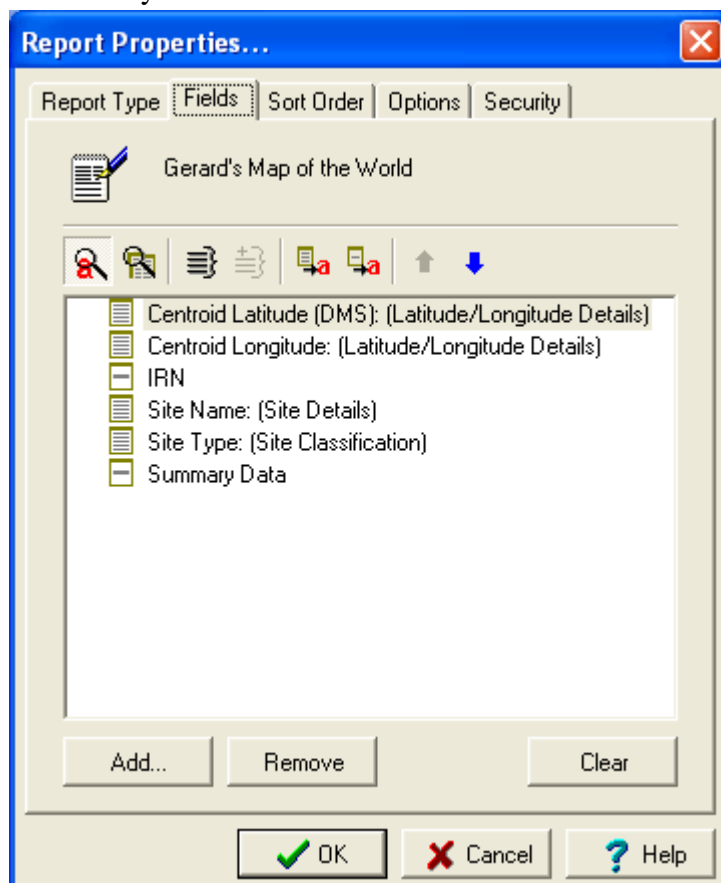 Report Properties...
Report Type Fields Sort Order Options Security
Gerard's Map of the World
Centroid Latitude (DMS): (Latitude/Longitude Details)
Centroid Longitude: (Latitude/Longitude Details)
IRN
Site Name: (Site Details)
Site Type: (Site Classification)
Summary Data
Add... Remove Clear
OK Cancel Help